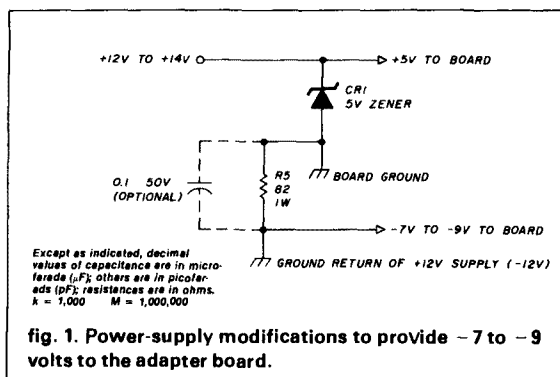 +12V TO +14V
+5V TO BOARD
CR1
5V ZENER
0.1 50V
(OPTIONAL)
R5
82
1W
BOARD GROUND
-7V TO -9V TO BOARD
GROUND RETURN OF +12V SUPPLY (-12V)
Except as indicated, decimal
values of capacitance are in micro-
farads (μF); others are in picofar-
ads (pF); resistances are in ohms.
k = 1,000 M = 1,000,000
fig. 1. Power-supply modifications to provide -7 to -9
volts to the adapter board.